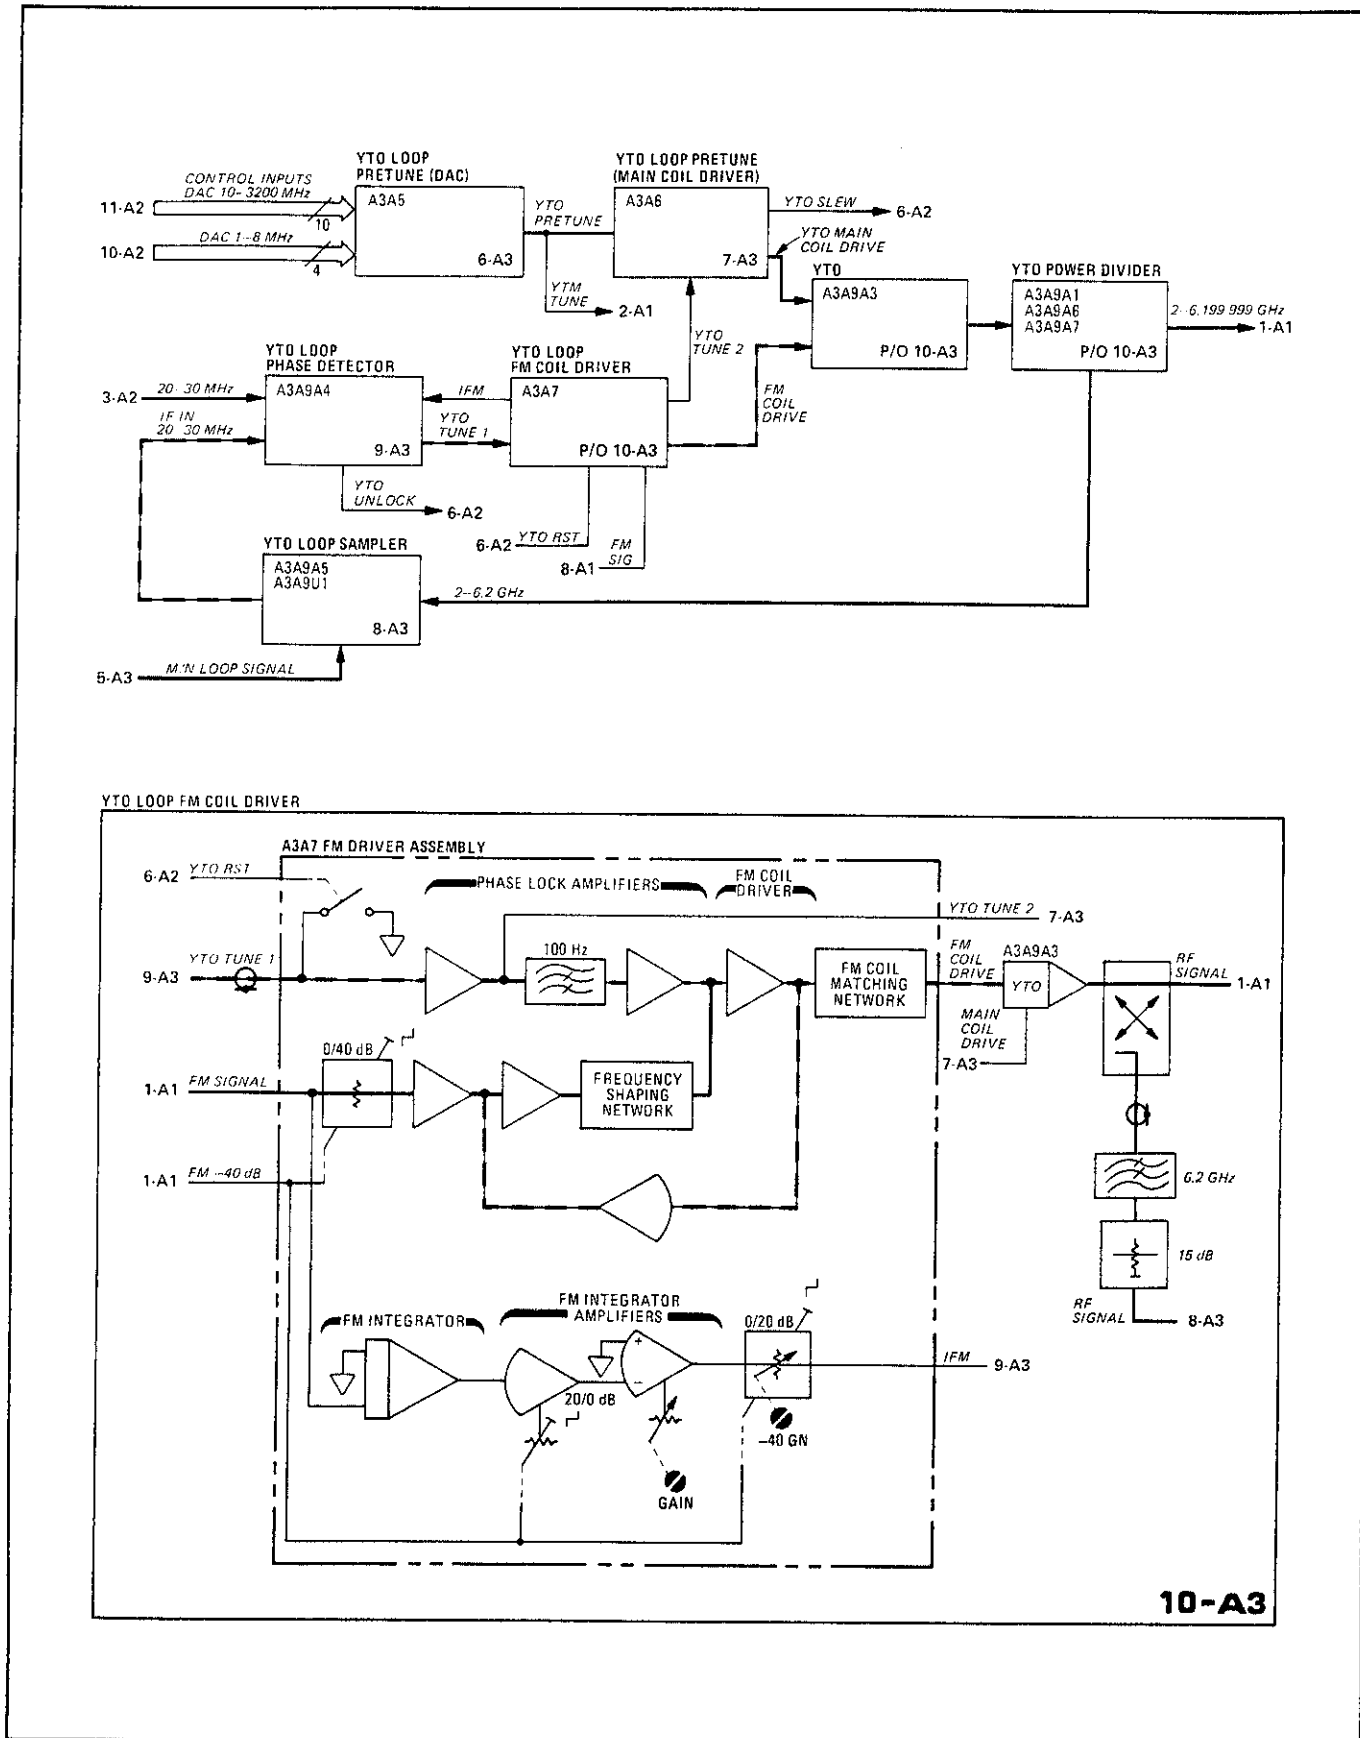 YTO LOOP
PRETUNE (DAC)
A3A5
6-A3
CONTROL INPUTS
DAC 10-3200 MHz
11-A2
10
DAC 1-8 MHz
10-A2
4
YTO
PRETUNE
YTM
TUNE
2-A1
YTO LOOP PRETUNE
(MAIN COIL DRIVER)
A3A6
7-A3
YTO SLEW
6-A2
YTO MAIN
COIL DRIVE
YTO
A3A9A3
P/O 10-A3
YTO POWER DIVIDER
A3A9A1
A3A9A6
A3A9A7
P/O 10-A3
2-6.199 999 GHz
1-A1
YTO LOOP
PHASE DETECTOR
A3A9A4
9-A3
3-A2
20-30 MHz
IF IN
20-30 MHz
IFM
YTO
TUNE 1
YTO LOOP
FM COIL DRIVER
A3A7
P/O 10-A3
YTO
TUNE 2
FM
COIL
DRIVE
YTO
UNLOCK
6-A2
6-A2
YTO RST
8-A1
FM
SIG
YTO LOOP SAMPLER
A3A9A5
A3A9U1
8-A3
2-6.2 GHz
5-A3
M/N LOOP SIGNAL
YTO LOOP FM COIL DRIVER
A3A7 FM DRIVER ASSEMBLY
6-A2
YTO RST
PHASE LOCK AMPLIFIERS
FM COIL
DRIVER
YTO TUNE 2
7-A3
9-A3
YTO TUNE 1
100 Hz
FM COIL
MATCHING
NETWORK
FM
COIL
DRIVE
A3A9A3
YTO
RF
SIGNAL
1-A1
MAIN
COIL
DRIVE
7-A3
0/40 dB
1-A1
FM SIGNAL
FREQUENCY
SHAPING
NETWORK
1-A1
FM -40 dB
6.2 GHz
15 dB
RF
SIGNAL
8-A3
FM INTEGRATOR
FM INTEGRATOR
AMPLIFIERS
+
−
20/0 dB
0/20 dB
IFM
9-A3
-40 GN
GAIN
10-A3